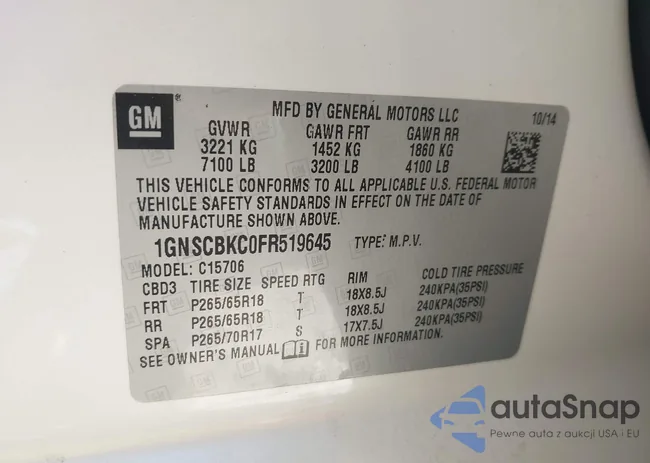 GM
MFD BY GENERAL MOTORS LLC 10/14
GVWR GAWR FRT GAWR RR
3221 KG 1452 KG 1860 KG
7100 LB 3200 LB 4100 LB
THIS VEHICLE CONFORMS TO ALL APPLICABLE U.S. FEDERAL MOTOR
VEHICLE SAFETY STANDARDS IN EFFECT ON THE DATE OF
MANUFACTURE SHOWN ABOVE.
1GNSCBKC0FR519645 TYPE: M.P.V.
MODEL: C15706
CBD3 TIRE SIZE SPEED RTG RIM COLD TIRE PRESSURE
FRT P265/65R18 T 18X8.5J 240KPA(35PSI)
RR P265/65R18 T 18X8.5J 240KPA(35PSI)
SPA P265/70R17 S 17X7.5J 240KPA(35PSI)
SEE OWNER'S MANUAL FOR MORE INFORMATION.
autaSnap
Pewne auta z aukcji USA - EU